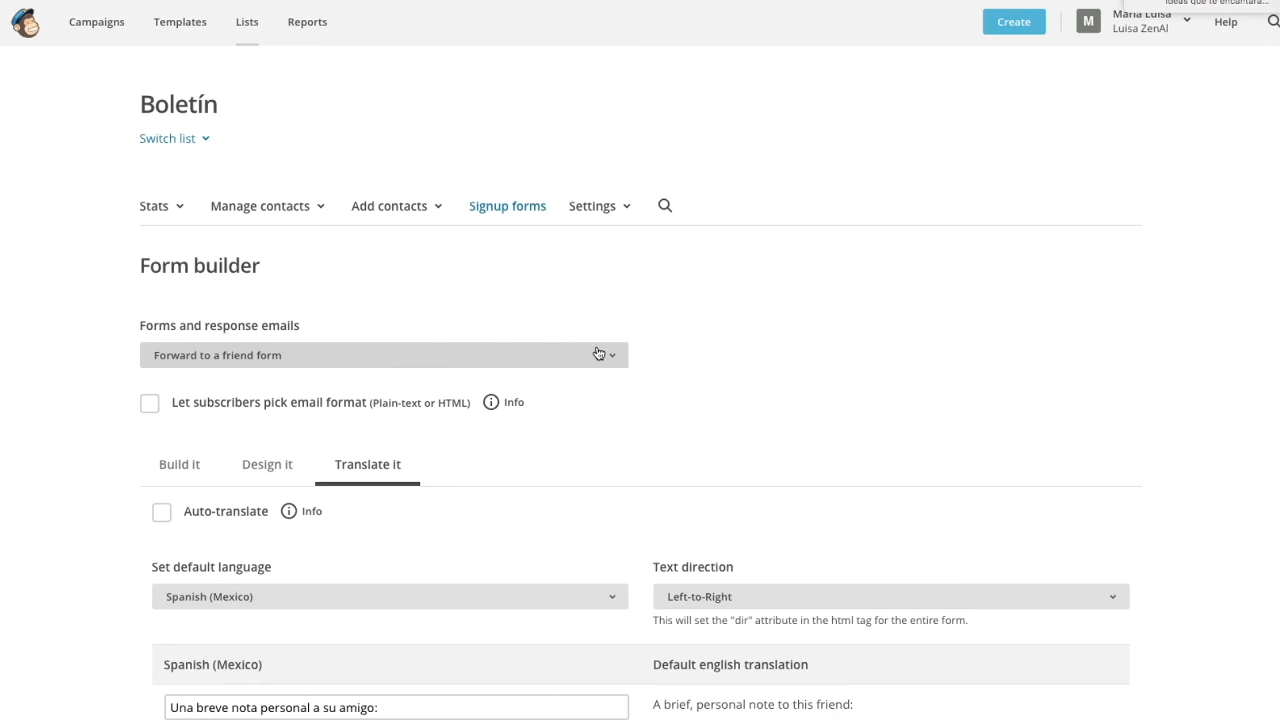 ideas que te encantara...
Campaigns Templates Lists Reports Create M Maria Luisa Help
Luisa ZenAl
Boletín
Switch list
Stats Manage contacts Add contacts Signup forms Settings
Form builder
Forms and response emails
Forward to a friend form
Let subscribers pick email format (Plain-text or HTML) Info
Build it Design it Translate it
Auto-translate Info
Set default language Text direction
Spanish (Mexico) Left-to-Right
This will set the "dir" attribute in the html tag for the entire form.
Spanish (Mexico) Default english translation
Una breve nota personal a su amigo: A brief, personal note to this friend: